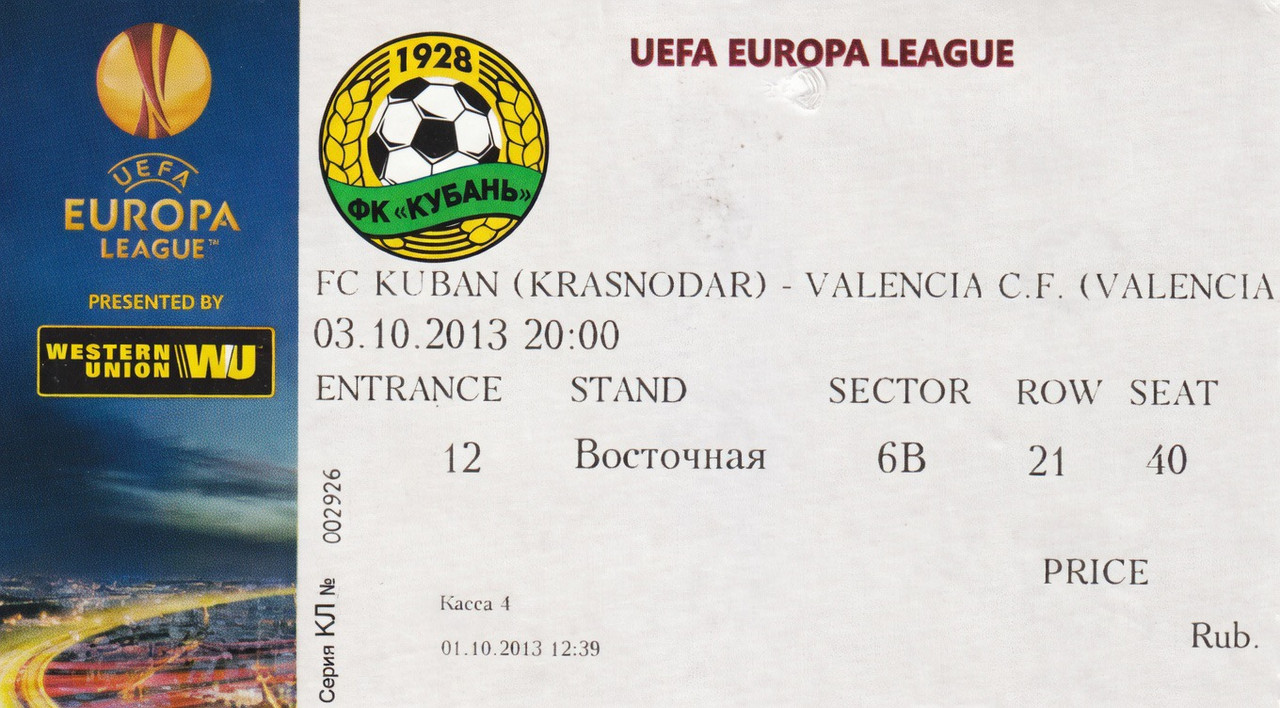 UEFA
EUROPA
LEAGUE™
PRESENTED BY
WESTERN
UNION WU
1928
ФК «КУБАНЬ»
UEFA EUROPA LEAGUE
FC KUBAN (KRASNODAR) - VALENCIA C.F. (VALENCIA
03.10.2013 20:00
ENTRANCE STAND SECTOR ROW SEAT
12 Восточная 6В 21 40
PRICE
Rub.
Касса 4
01.10.2013 12:39
Серия КЛ № 002926